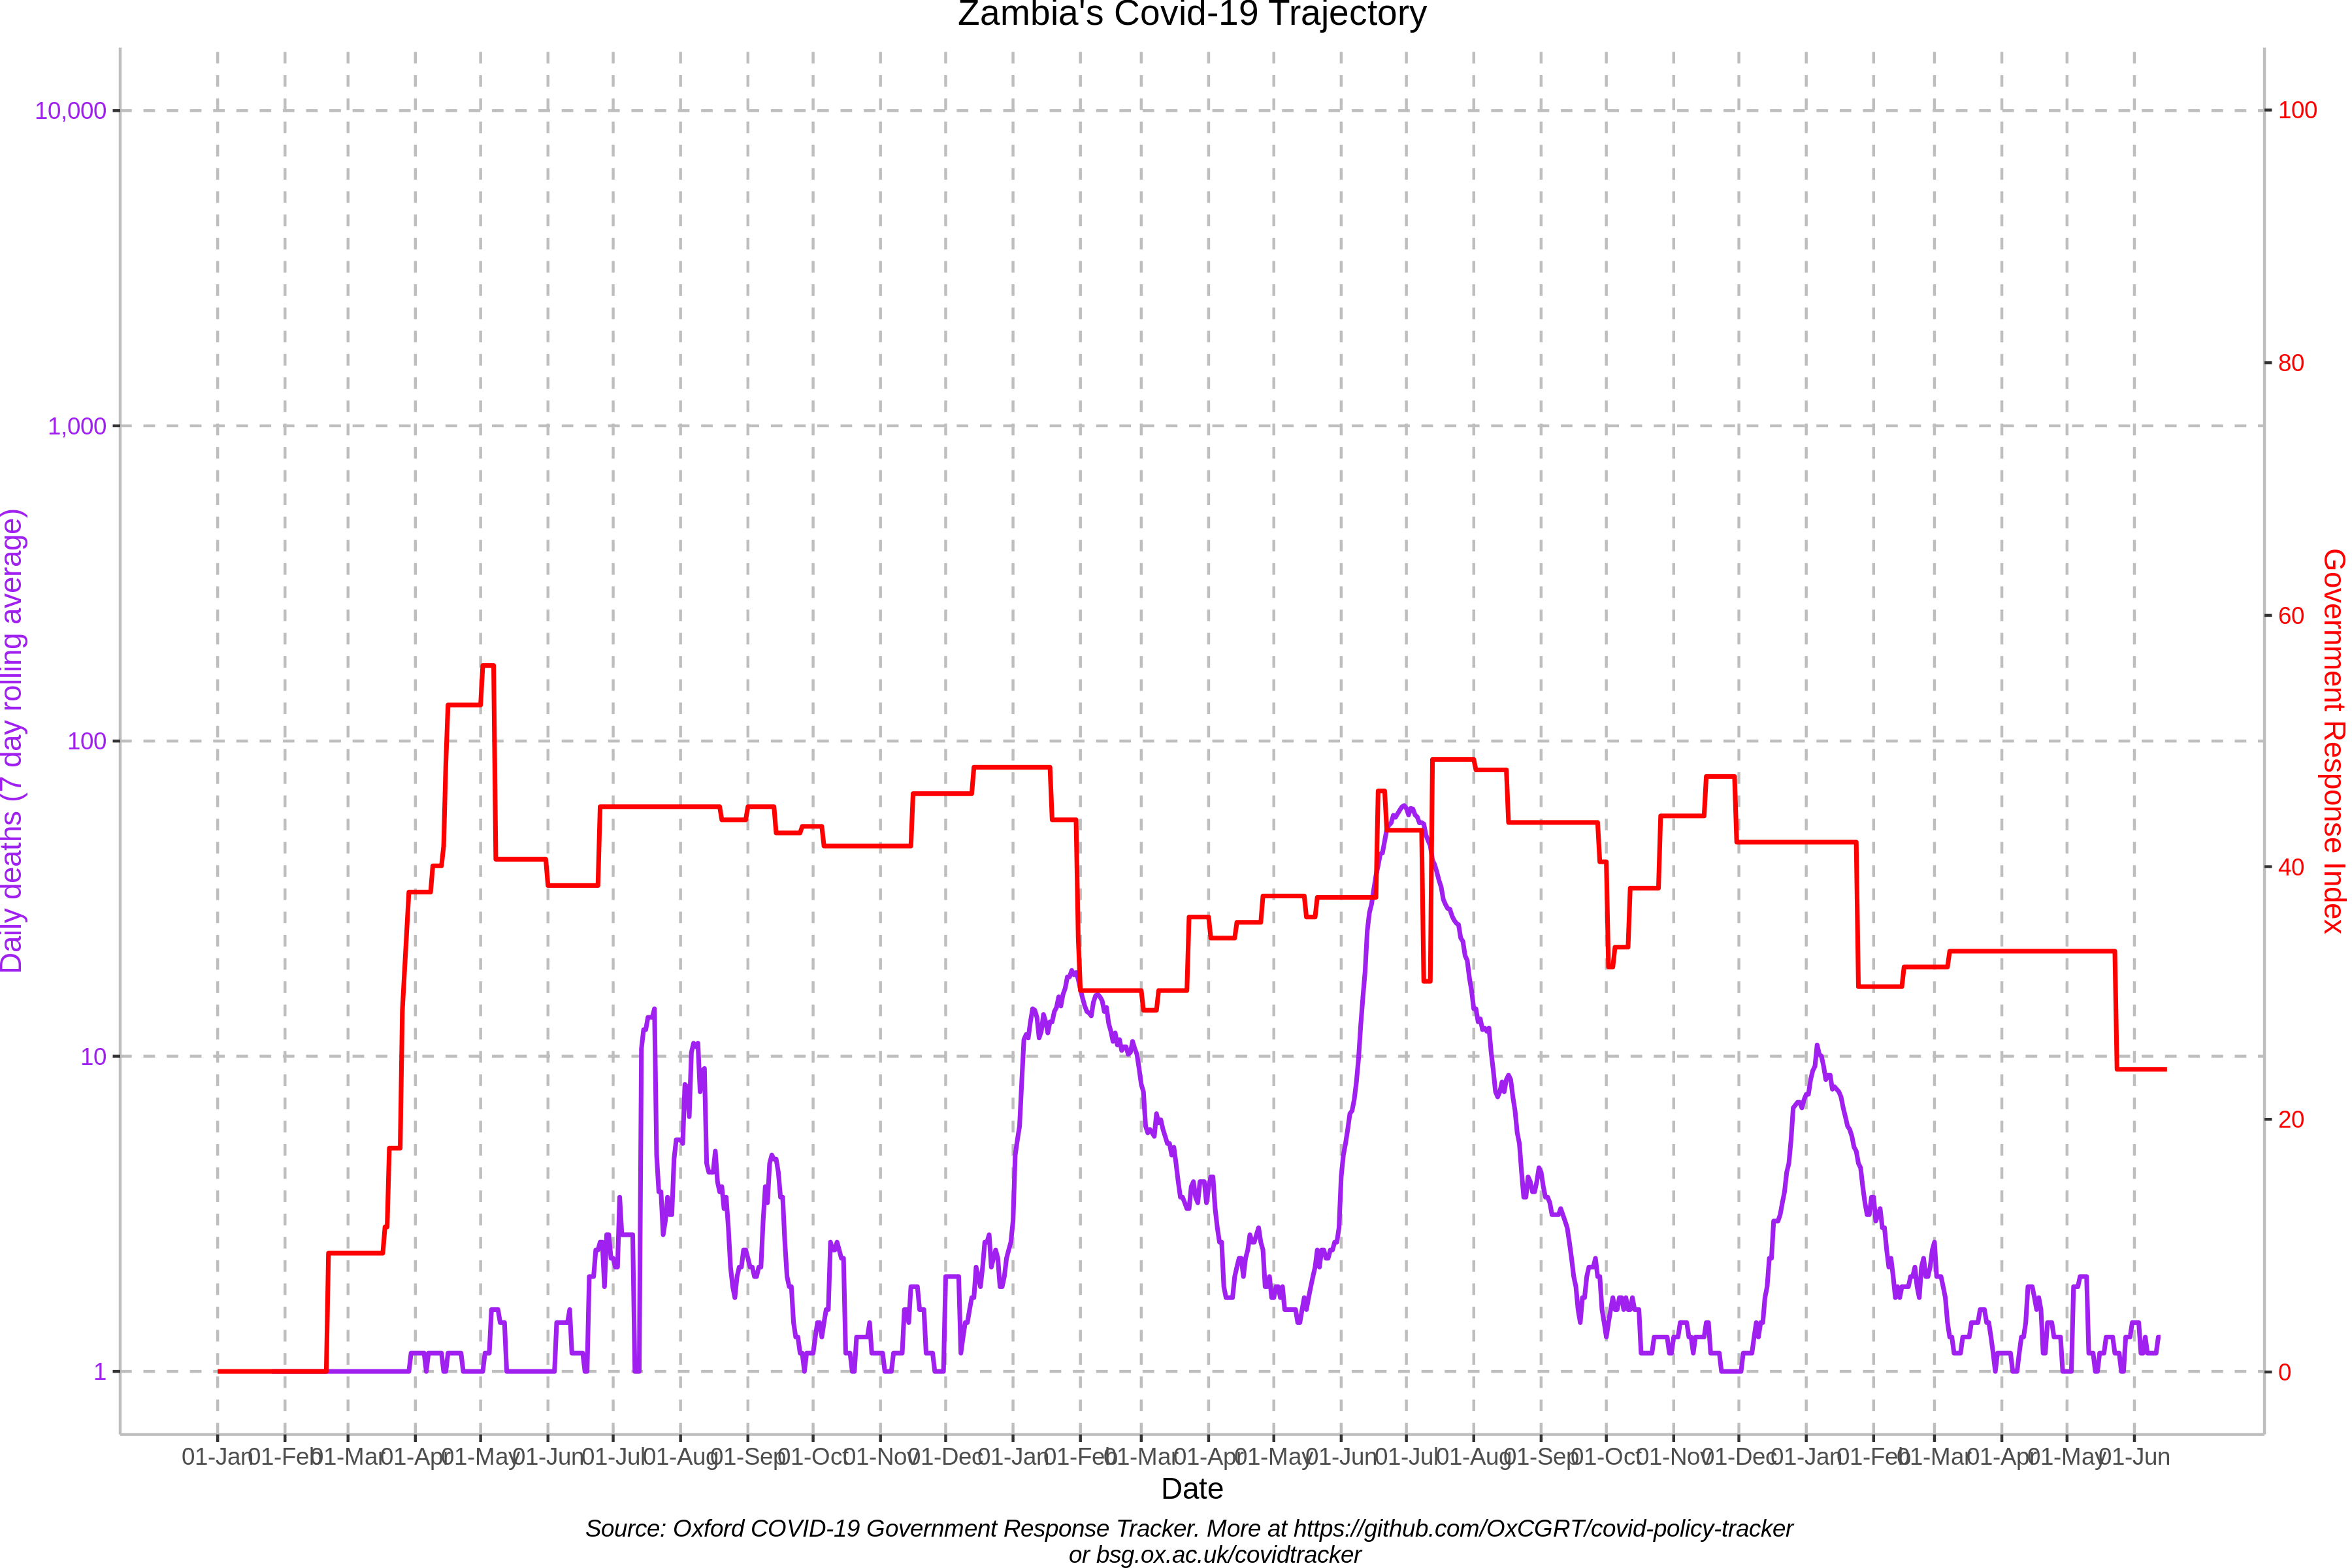 Zambia's Covid-19 Trajectory
10,000
1,000
100
10
1
Daily deaths (7 day rolling average)
100
80
60
40
20
0
Government Response Index
01-Jan 01-Feb 01-Mar 01-Apr 01-May 01-Jun 01-Jul 01-Aug 01-Sep 01-Oct 01-Nov 01-Dec 01-Jan 01-Feb 01-Mar 01-Apr 01-May 01-Jun 01-Jul 01-Aug 01-Sep 01-Oct 01-Nov 01-Dec 01-Jan 01-Feb 01-Mar 01-Apr 01-May 01-Jun
Date
Source: Oxford COVID-19 Government Response Tracker. More at https://github.com/OxCGRT/covid-policy-tracker
or bsg.ox.ac.uk/covidtracker